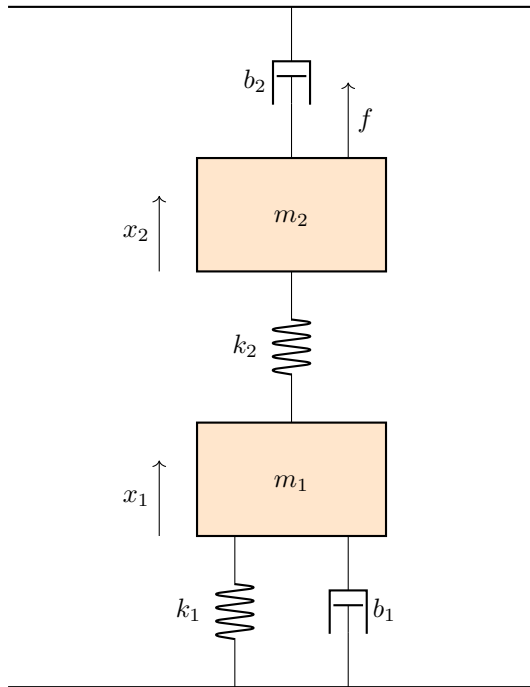 b₂
f
m₂
x₂
k₂
m₁
x₁
k₁
b₁